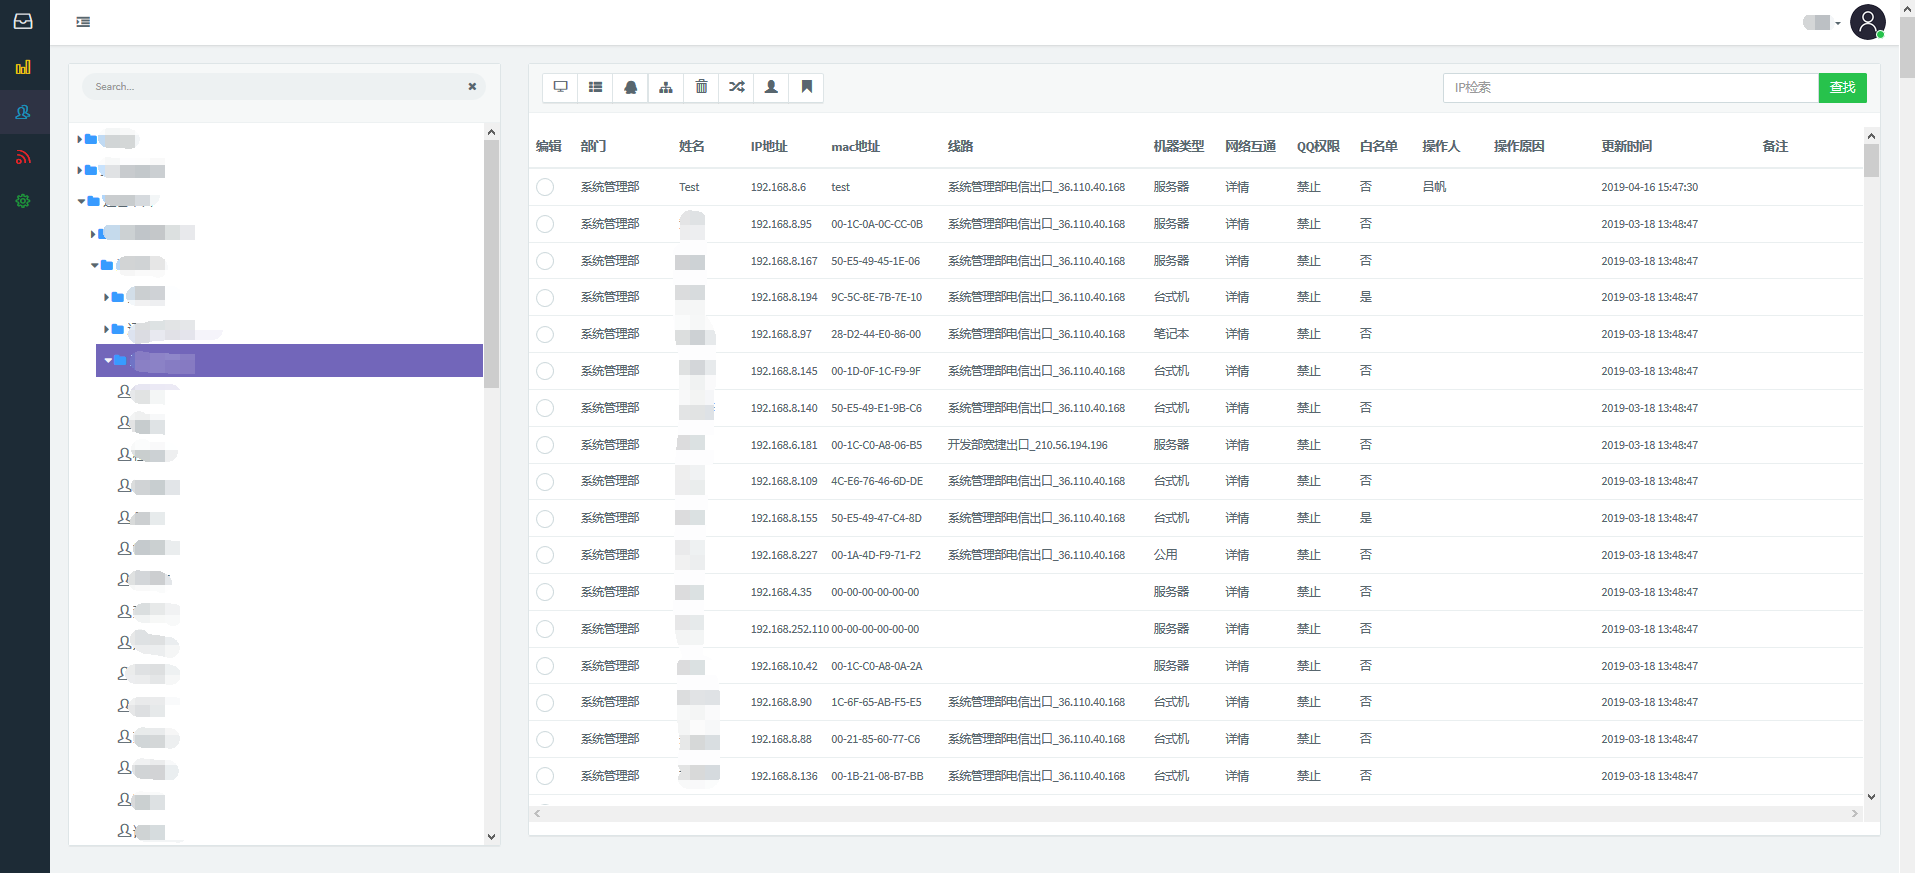 Search...
IP检索
查找
编辑 部门 姓名 IP地址 mac地址 线路 机器类型 网络互通 QQ权限 白名单 操作人 操作原因 更新时间 备注
系统管理部 Test 192.168.8.6 test 系统管理部电信出口_36.110.40.168 服务器 详情 禁止 否 吕帆 2019-04-16 15:47:30
系统管理部 192.168.8.95 00-1C-0A-0C-CC-0B 系统管理部电信出口_36.110.40.168 服务器 详情 禁止 否 2019-03-18 13:48:47
系统管理部 192.168.8.167 50-E5-49-45-1E-06 系统管理部电信出口_36.110.40.168 服务器 详情 禁止 否 2019-03-18 13:48:47
系统管理部 192.168.8.194 9C-5C-8E-7B-7E-10 系统管理部电信出口_36.110.40.168 台式机 详情 禁止 是 2019-03-18 13:48:47
系统管理部 192.168.8.97 28-D2-44-E0-86-00 系统管理部电信出口_36.110.40.168 笔记本 详情 禁止 否 2019-03-18 13:48:47
系统管理部 192.168.8.145 00-1D-0F-1C-F9-9F 系统管理部电信出口_36.110.40.168 台式机 详情 禁止 否 2019-03-18 13:48:47
系统管理部 192.168.8.140 50-E5-49-E1-9B-C6 系统管理部电信出口_36.110.40.168 台式机 详情 禁止 否 2019-03-18 13:48:47
系统管理部 192.168.6.181 00-1C-C0-A8-06-B5 开发部宽捷出口_210.56.194.196 服务器 详情 禁止 否 2019-03-18 13:48:47
系统管理部 192.168.8.109 4C-E6-76-46-6D-DE 系统管理部电信出口_36.110.40.168 台式机 详情 禁止 否 2019-03-18 13:48:47
系统管理部 192.168.8.155 50-E5-49-47-C4-8D 系统管理部电信出口_36.110.40.168 台式机 详情 禁止 是 2019-03-18 13:48:47
系统管理部 192.168.8.227 00-1A-4D-F9-71-F2 系统管理部电信出口_36.110.40.168 公用 详情 禁止 否 2019-03-18 13:48:47
系统管理部 192.168.4.35 00-00-00-00-00-00 服务器 详情 禁止 否 2019-03-18 13:48:47
系统管理部 192.168.252.110 00-00-00-00-00-00 服务器 详情 禁止 否 2019-03-18 13:48:47
系统管理部 192.168.10.42 00-1C-C0-A8-0A-2A 服务器 详情 禁止 否 2019-03-18 13:48:47
系统管理部 192.168.8.90 1C-6F-65-AB-F5-E5 系统管理部电信出口_36.110.40.168 台式机 详情 禁止 否 2019-03-18 13:48:47
系统管理部 192.168.8.88 00-21-85-60-77-C6 系统管理部电信出口_36.110.40.168 台式机 详情 禁止 否 2019-03-18 13:48:47
系统管理部 192.168.8.136 00-1B-21-08-B7-BB 系统管理部电信出口_36.110.40.168 台式机 详情 禁止 否 2019-03-18 13:48:47